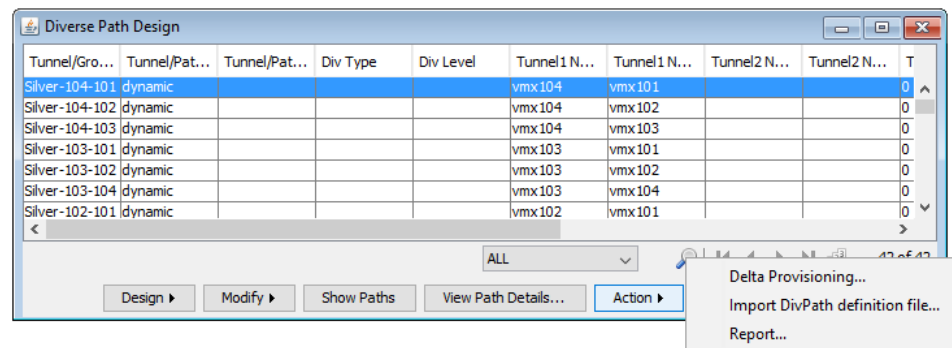 Diverse Path Design
Tunnel/Gro... Tunnel/Pat... Tunnel/Pat... Div Type Div Level Tunnel1 N... Tunnel1 N... Tunnel2 N... Tunnel2 N... T
Silver-104-101 dynamic vmx104 vmx101 0
Silver-104-102 dynamic vmx104 vmx102 0
Silver-104-103 dynamic vmx104 vmx103 0
Silver-103-101 dynamic vmx103 vmx101 0
Silver-103-102 dynamic vmx103 vmx102 0
Silver-103-104 dynamic vmx103 vmx104 0
Silver-102-101 dynamic vmx102 vmx101 0
ALL 42 of 42
Design Modify Show Paths View Path Details... Action
Delta Provisioning...
Import DivPath definition file...
Report...